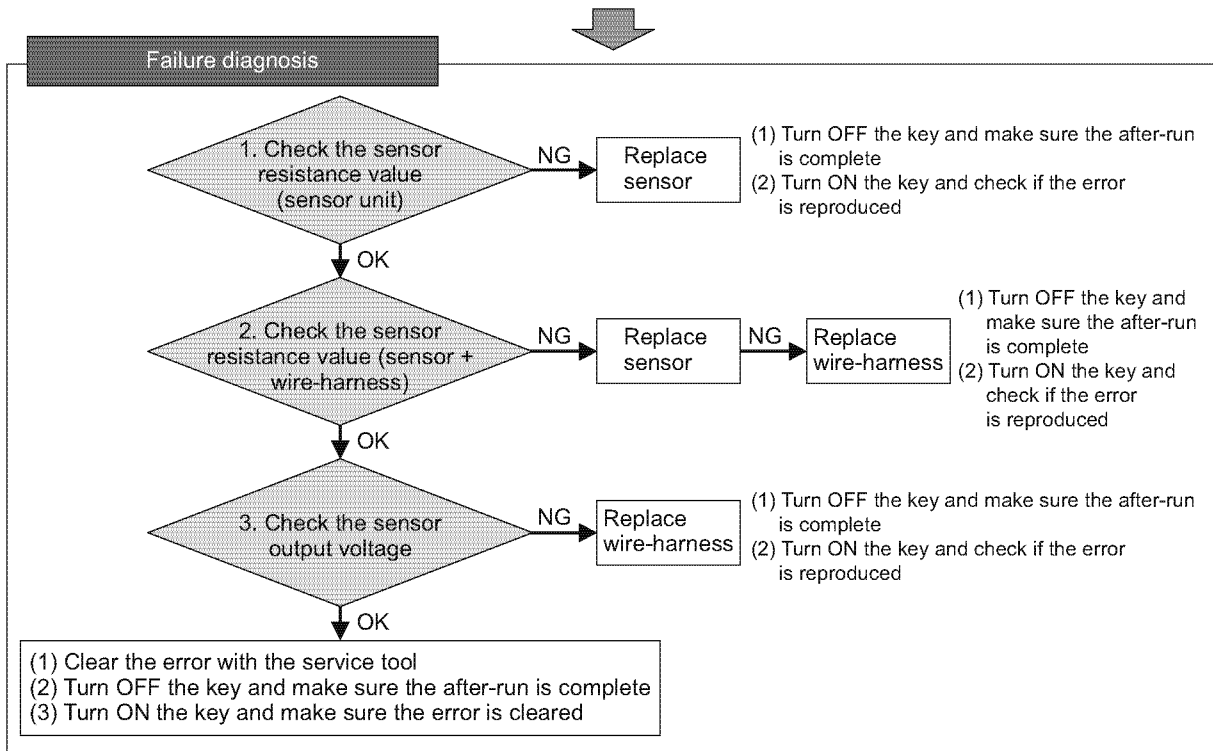 Failure diagnosis
1. Check the sensor
resistance value
(sensor unit)
NG
Replace
sensor
(1) Turn OFF the key and make sure the after-run
is complete
(2) Turn ON the key and check if the error
is reproduced
OK
2. Check the sensor
resistance value (sensor +
wire-harness)
NG
Replace
sensor
NG
Replace
wire-harness
(1) Turn OFF the key and
make sure the after-run
is complete
(2) Turn ON the key and
check if the error
is reproduced
OK
3. Check the sensor
output voltage
NG
Replace
wire-harness
(1) Turn OFF the key and make sure the after-run
is complete
(2) Turn ON the key and check if the error
is reproduced
OK
(1) Clear the error with the service tool
(2) Turn OFF the key and make sure the after-run is complete
(3) Turn ON the key and make sure the error is cleared